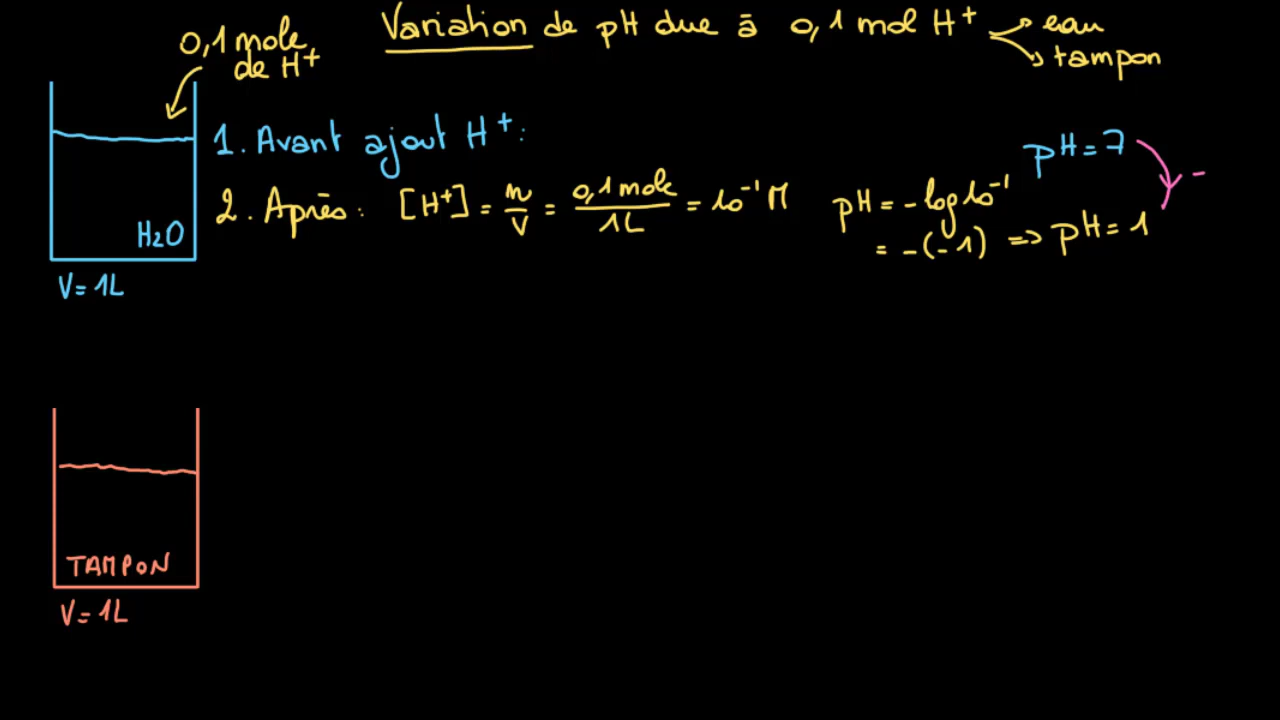 Variation de pH due à 0,1 mol H⁺ → eau
→ tampon
0,1 mole
de H⁺
1. Avant ajout H⁺: pH = 7
2. Après: [H⁺] = n/V = 0,1 mole/1L = 10⁻¹ M pH = -log 10⁻¹
= -(-1) => pH = 1
-
H₂O
V = 1L
TAMPON
V = 1L